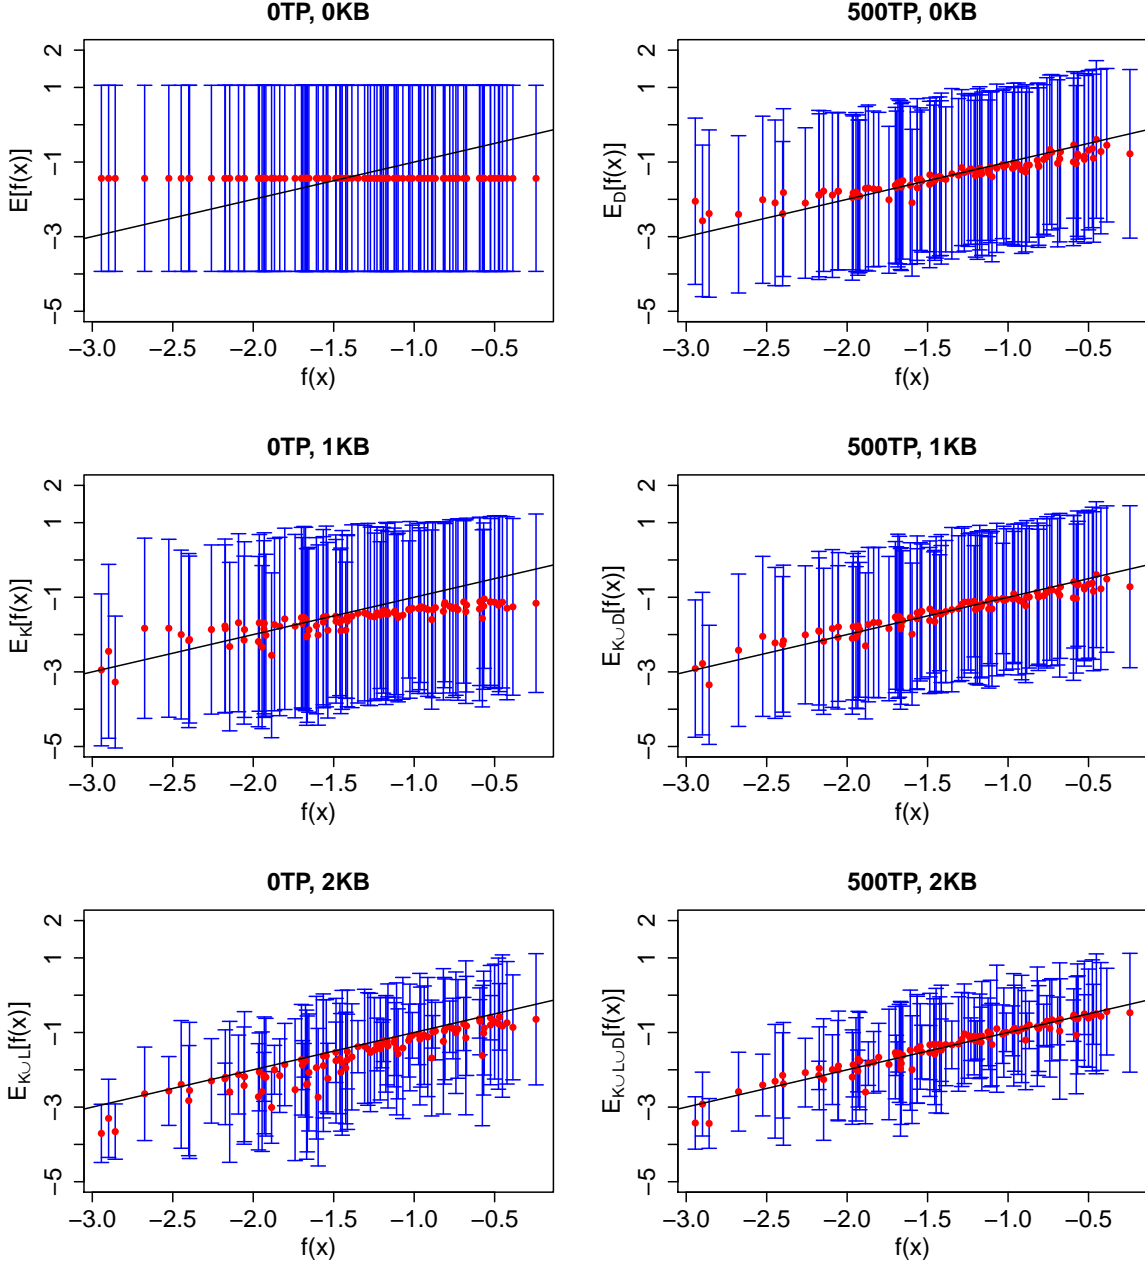 0TP, 0KB
E[f(x)]
2
1
−1
−3
−5
−3.0 −2.5 −2.0 −1.5 −1.0 −0.5
f(x)
500TP, 0KB
E_D[f(x)]
2
1
−1
−3
−5
−3.0 −2.5 −2.0 −1.5 −1.0 −0.5
f(x)
0TP, 1KB
E_K[f(x)]
2
1
−1
−3
−5
−3.0 −2.5 −2.0 −1.5 −1.0 −0.5
f(x)
500TP, 1KB
E_{K∪D}[f(x)]
2
1
−1
−3
−5
−3.0 −2.5 −2.0 −1.5 −1.0 −0.5
f(x)
0TP, 2KB
E_{K∪L}[f(x)]
2
1
−1
−3
−5
−3.0 −2.5 −2.0 −1.5 −1.0 −0.5
f(x)
500TP, 2KB
E_{K∪L∪D}[f(x)]
2
1
−1
−3
−5
−3.0 −2.5 −2.0 −1.5 −1.0 −0.5
f(x)